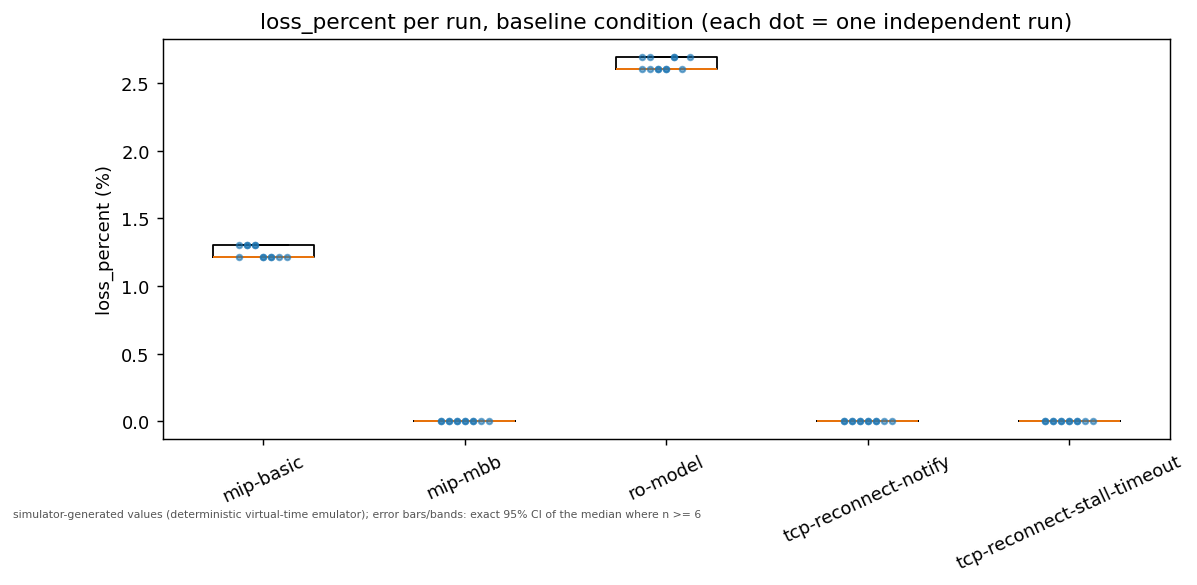 loss_percent per run, baseline condition (each dot = one independent run)
loss_percent (%)
2.5
2.0
1.5
1.0
0.5
0.0
mip-basic
mip-mbb
ro-model
tcp-reconnect-notify
tcp-reconnect-stall-timeout
simulator-generated values (deterministic virtual-time emulator); error bars/bands: exact 95% CI of the median where n >= 6